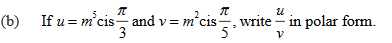 (b) If u = m⁵cis π/3 and v = m²cis π/5, write u/v in polar form.